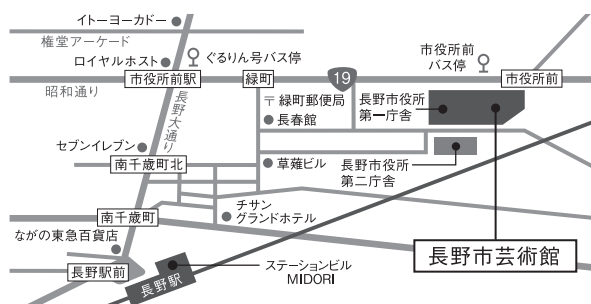 イトーヨーカドー
権堂アーケード
ロイヤルホスト
ぐるりん号バス停
市役所前
バス停
市役所前駅
緑町
19
市役所前
昭和通り
長野大通り
〒緑町郵便局
長春館
長野市役所
第一庁舎
セブンイレブン
南千歳町北
草薙ビル
長野市役所
第二庁舎
南千歳町
チサン
グランドホテル
ながの東急百貨店
長野市芸術館
長野駅前
長野駅
ステーションビル
MIDORI